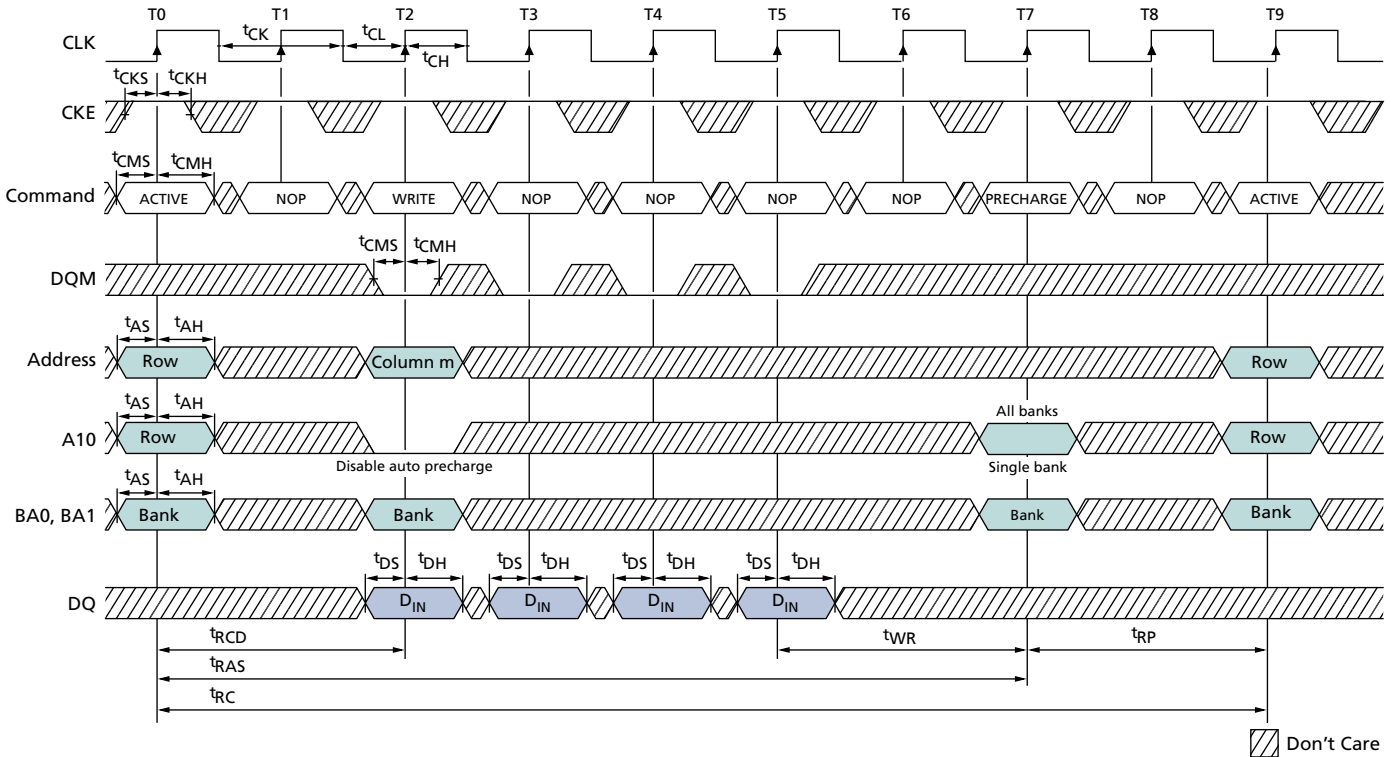 T0 T1 T2 T3 T4 T5 T6 T7 T8 T9
CLK
tCK tCL
tCH
tCKS tCKH
CKE
tCMS tCMH
Command ACTIVE NOP WRITE NOP NOP NOP NOP PRECHARGE NOP ACTIVE
tCMS tCMH
DQM
tAS tAH
Address Row Column m Row
tAS tAH
All banks
A10 Row Row
Disable auto precharge Single bank
tAS tAH
BA0, BA1 Bank Bank Bank Bank
tDS tDH tDS tDH tDS tDH tDS tDH
DQ DIN DIN DIN DIN
tRCD tWR tRP
tRAS
tRC
Don't Care